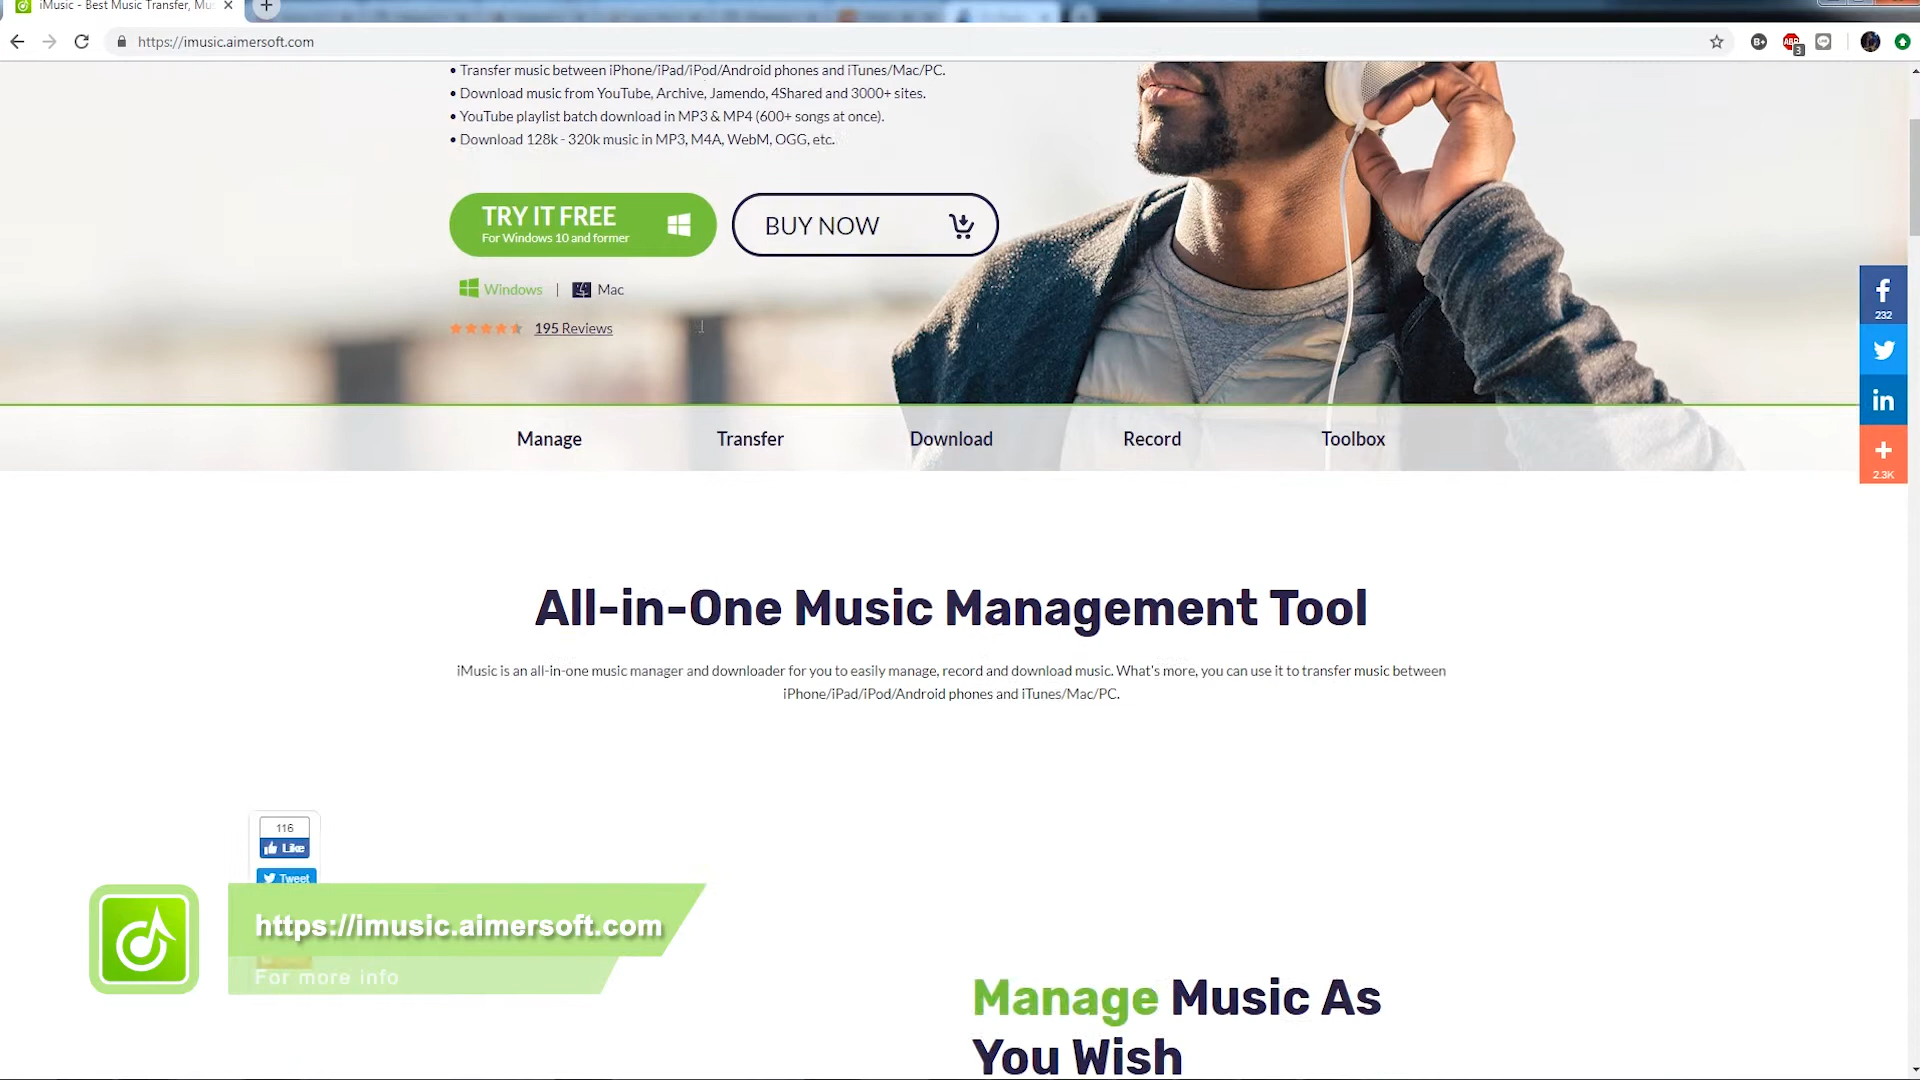 iMusic - Best Music Transfer, Mu
https://imusic.aimersoft.com
ABP
3
• Transfer music between iPhone/iPad/iPod/Android phones and iTunes/Mac/PC.
• Download music from YouTube, Archive, Jamendo, 4Shared and 3000+ sites.
• YouTube playlist batch download in MP3 & MP4 (600+ songs at once).
• Download 128k - 320k music in MP3, M4A, WebM, OGG, etc.
TRY IT FREE
For Windows 10 and former
BUY NOW
Windows | Mac
195 Reviews
232
in
2.3K
Manage Transfer Download Record Toolbox
All-in-One Music Management Tool
iMusic is an all-in-one music manager and downloader for you to easily manage, record and download music. What's more, you can use it to transfer music between
iPhone/iPad/iPod/Android phones and iTunes/Mac/PC.
116
Like
Tweet
https://imusic.aimersoft.com
For more info
Manage Music As
You Wish